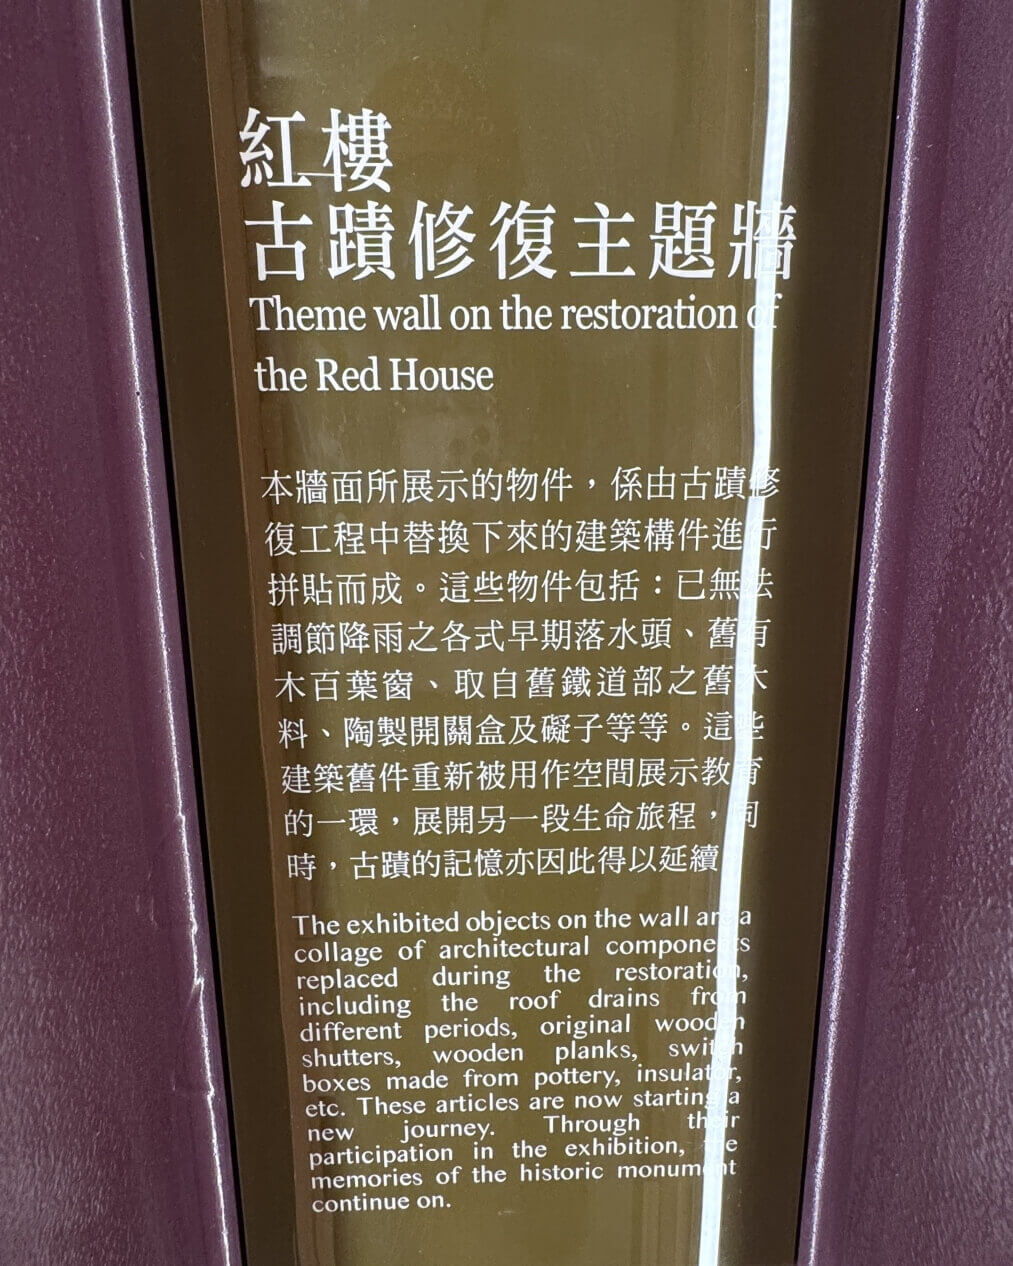 紅樓
古蹟修復主題牆
Theme wall on the restoration of
the Red House
本牆面所展示的物件，係由古蹟修
復工程中替換下來的建築構件進行
拼貼而成。這些物件包括：已無法
調節降雨之各式早期落水頭、舊有
木百葉窗、取自舊鐵道部之舊木
料、陶製開關盒及礙子等等。這些
建築舊件重新被用作空間展示教育
的一環，展開另一段生命旅程，同
時，古蹟的記憶亦因此得以延續
The exhibited objects on the wall are a
collage of architectural components
replaced during the restoration,
including the roof drains from
different periods, original wooden
shutters, wooden planks, switch
boxes made from pottery, insulator,
etc. These articles are now starting a
new journey. Through their
participation in the exhibition, the
memories of the historic monument
continue on.